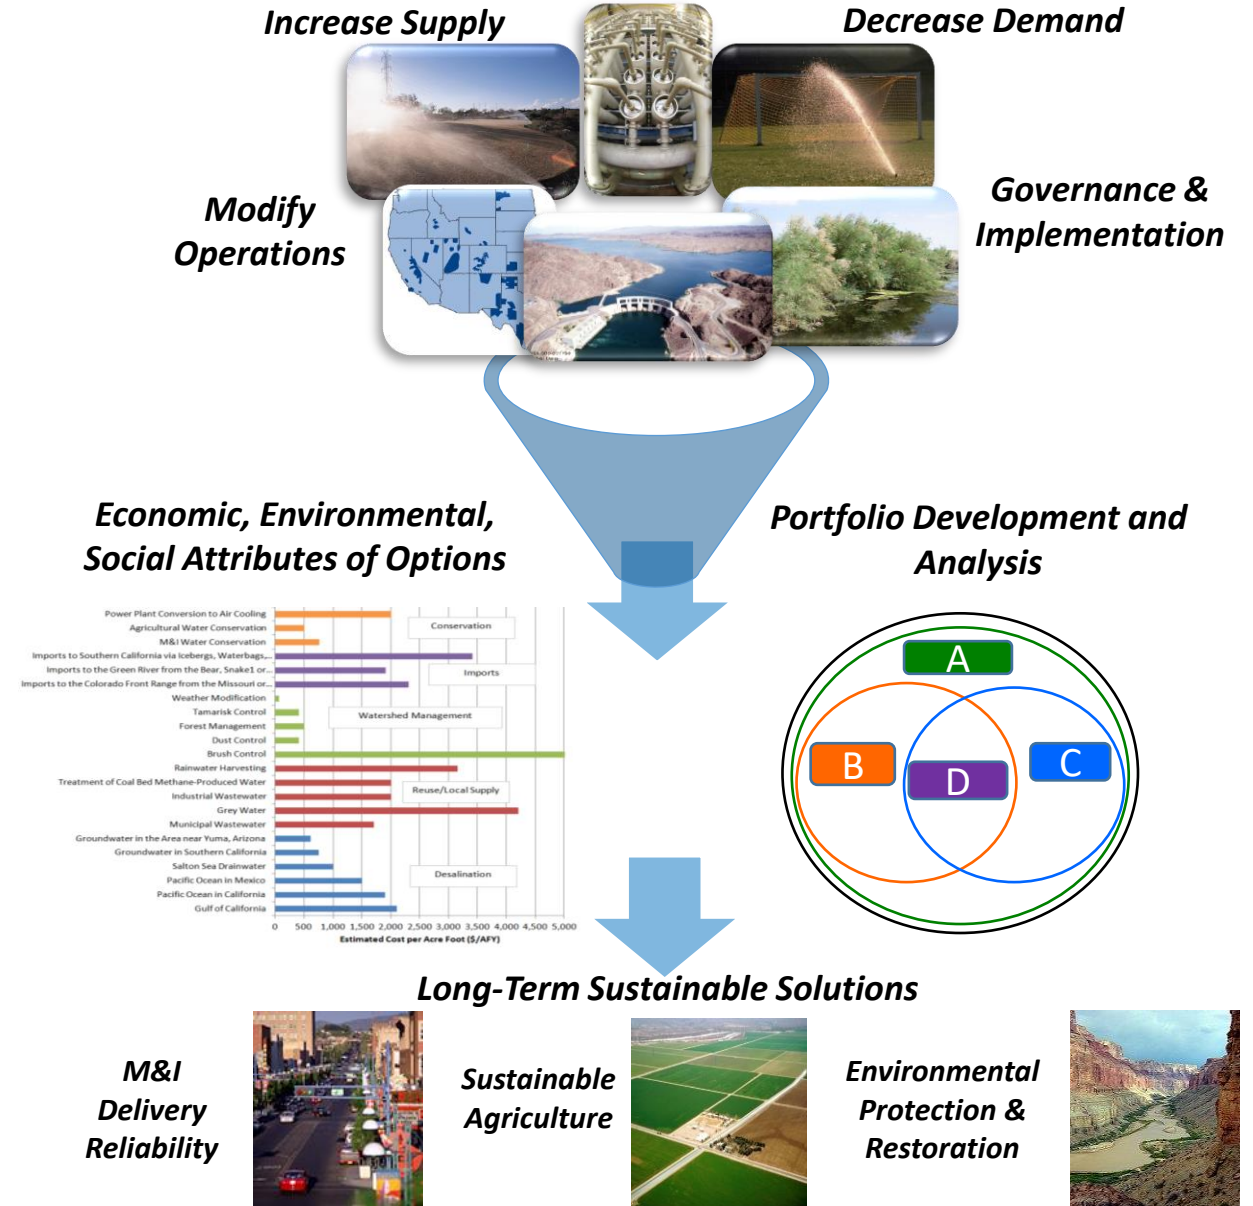 Increase Supply
Decrease Demand
Modify
Operations
Governance &
Implementation
Economic, Environmental,
Social Attributes of Options
Portfolio Development and
Analysis
Power Plant Conversion to Air Cooling
Agricultural Water Conservation
M&I Water Conservation
Imports to Southern California via Icebergs, Waterbags,...
Imports to the Green River from the Bear, Snake1 or...
Imports to the Colorado Front Range from the Missouri or...
Weather Modification
Tamarisk Control
Forest Management
Dust Control
Brush Control
Rainwater Harvesting
Treatment of Coal Bed Methane-Produced Water
Industrial Wastewater
Grey Water
Municipal Wastewater
Groundwater in the Area near Yuma, Arizona
Groundwater in Southern California
Salton Sea Drainwater
Pacific Ocean in Mexico
Pacific Ocean in California
Gulf of California
Conservation
Imports
Watershed Management
Reuse/Local Supply
Desalination
0 500 1,000 1,500 2,000 2,500 3,000 3,500 4,000 4,500 5,000
Estimated Cost per Acre Foot ($/AFY)
A
B
D
C
Long-Term Sustainable Solutions
M&I
Delivery
Reliability
Sustainable
Agriculture
Environmental
Protection &
Restoration